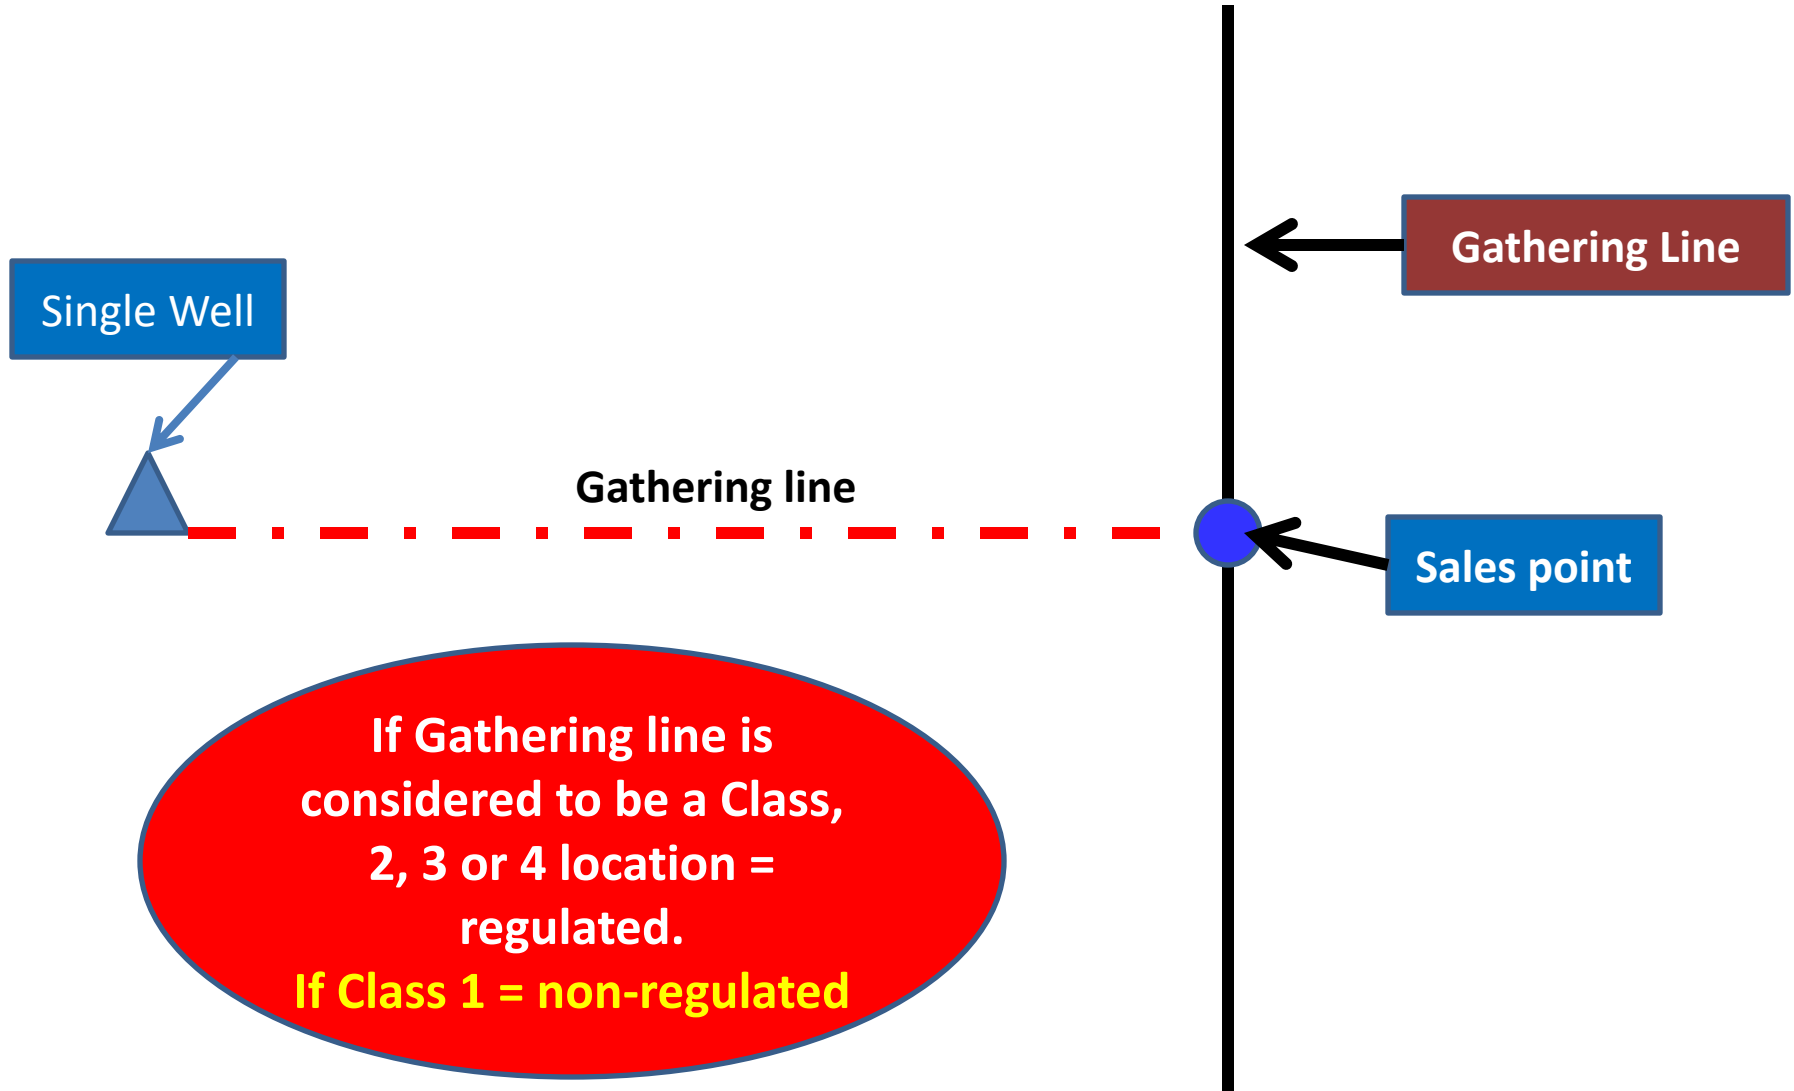 Gathering Line
Single Well
Gathering line
Sales point
If Gathering line is
considered to be a Class,
2, 3 or 4 location =
regulated.
If Class 1 = non-regulated